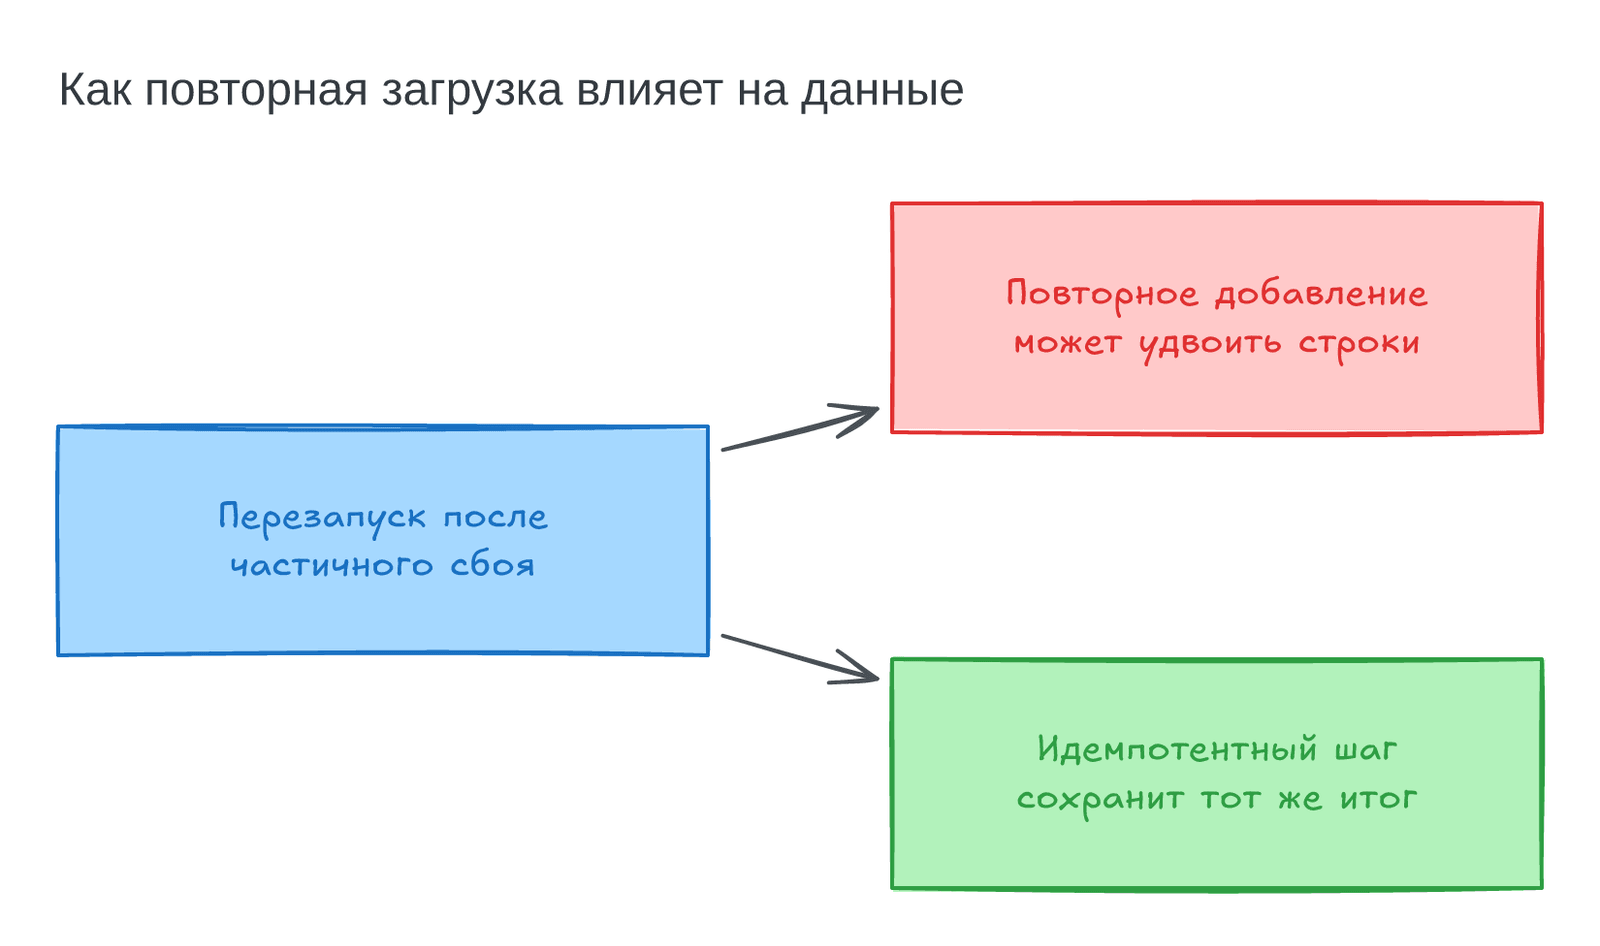 Как повторная загрузка влияет на данные
Повторное добавление
может удвоить строки
Перезапуск после
частичного сбоя
Идемпотентный шаг
сохранит тот же итог